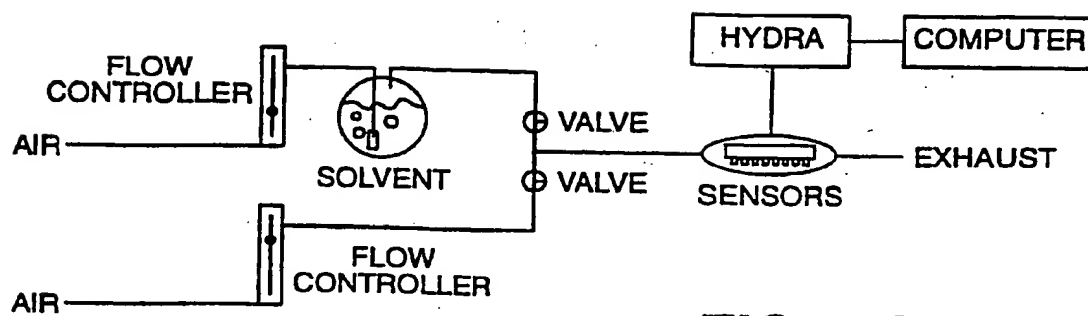 HYDRA
COMPUTER
FLOW
CONTROLLER
AIR
VALVE
SOLVENT
VALVE
EXHAUST
SENSORS
FLOW
CONTROLLER
AIR